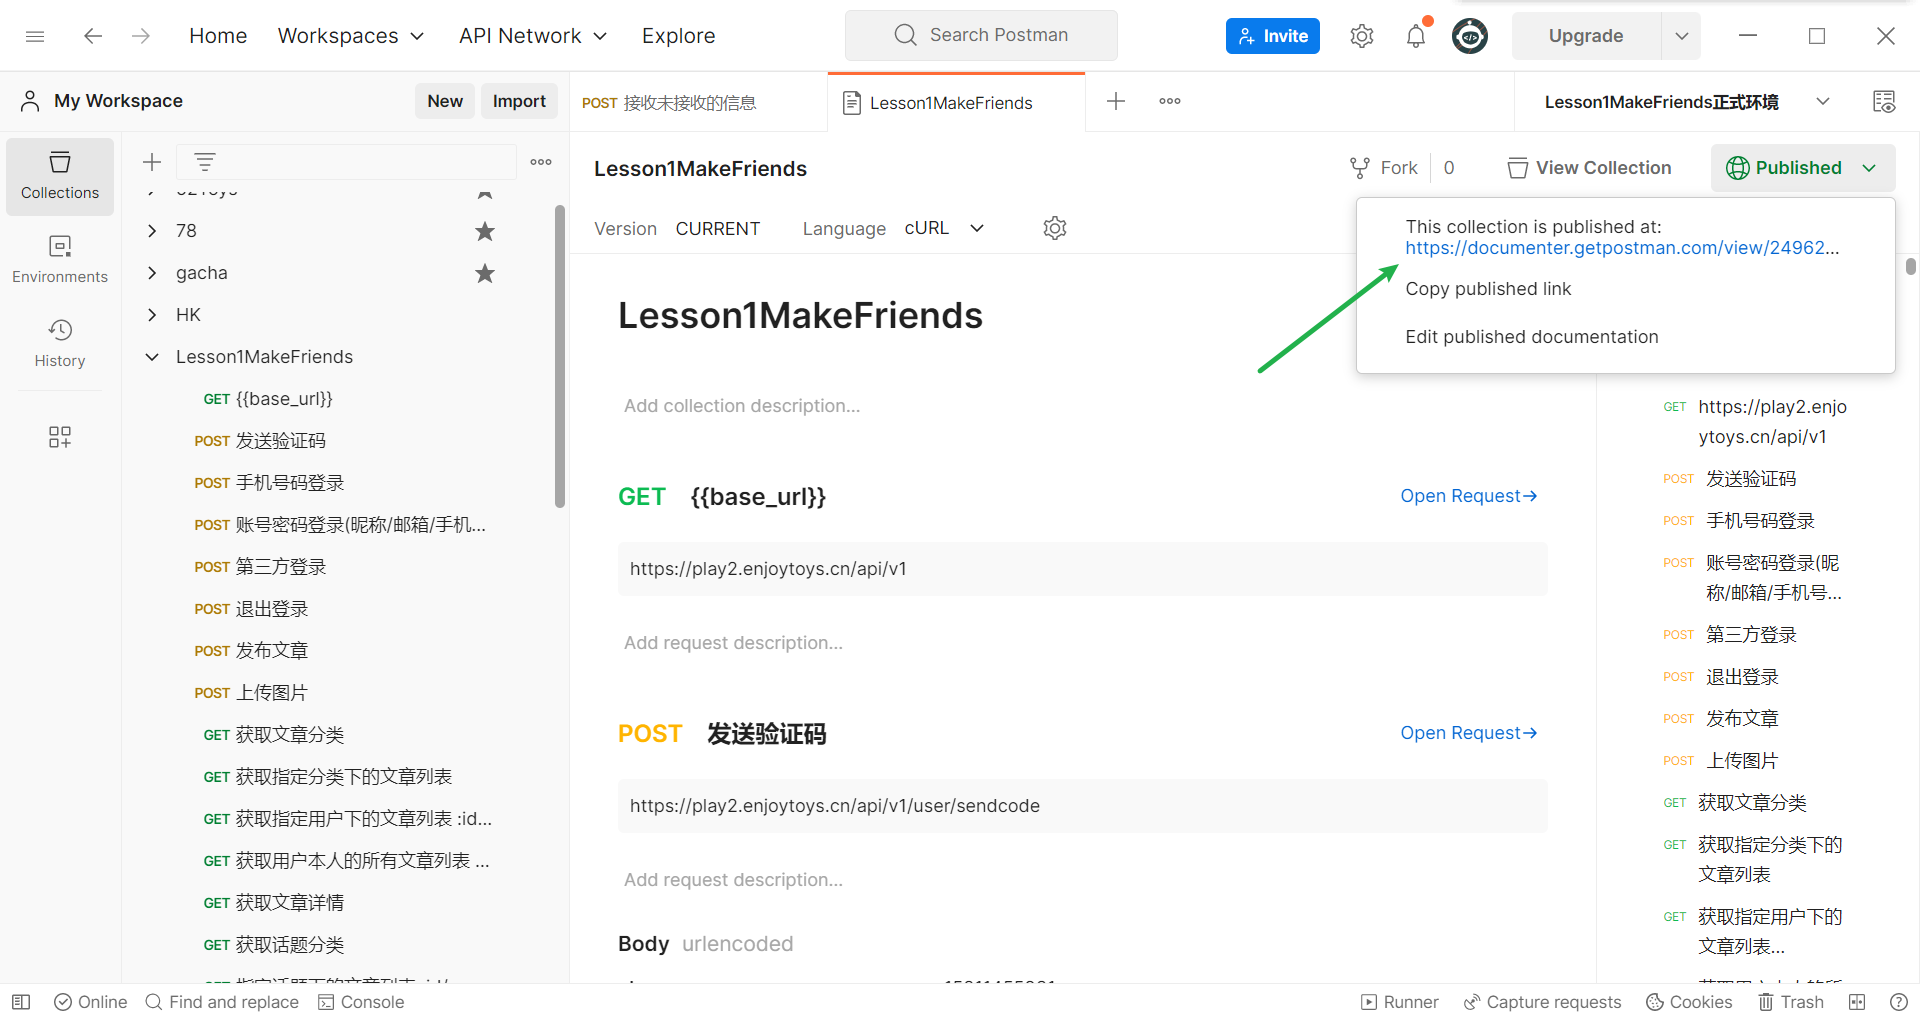 Home
Workspaces
API Network
Explore
Search Postman
Invite
Upgrade
My Workspace
New
Import
POST 接收未接收的信息
Lesson1MakeFriends
Lesson1MakeFriends正式环境
Collections
Environments
History
78
gacha
HK
Lesson1MakeFriends
GET {{base_url}}
POST 发送验证码
POST 手机号码登录
POST 账号密码登录(昵称/邮箱/手机...
POST 第三方登录
POST 退出登录
POST 发布文章
POST 上传图片
GET 获取文章分类
GET 获取指定分类下的文章列表
GET 获取指定用户下的文章列表 :id...
GET 获取用户本人的所有文章列表 ...
GET 获取文章详情
GET 获取话题分类
Lesson1MakeFriends
Fork
0
View Collection
Published
Version CURRENT
Language cURL
This collection is published at:
https://documenter.getpostman.com/view/24962...
Copy published link
Edit published documentation
Lesson1MakeFriends
Add collection description...
GET {{base_url}}
Open Request→
https://play2.enjoytoys.cn/api/v1
Add request description...
POST 发送验证码
Open Request→
https://play2.enjoytoys.cn/api/v1/user/sendcode
Add request description...
Body urlencoded
GET https://play2.enjo
ytoys.cn/api/v1
POST 发送验证码
POST 手机号码登录
POST 账号密码登录(昵
称/邮箱/手机号...
POST 第三方登录
POST 退出登录
POST 发布文章
POST 上传图片
GET 获取文章分类
GET 获取指定分类下的
文章列表
GET 获取指定用户下的
文章列表...
Online
Find and replace
Console
Runner
Capture requests
Cookies
Trash